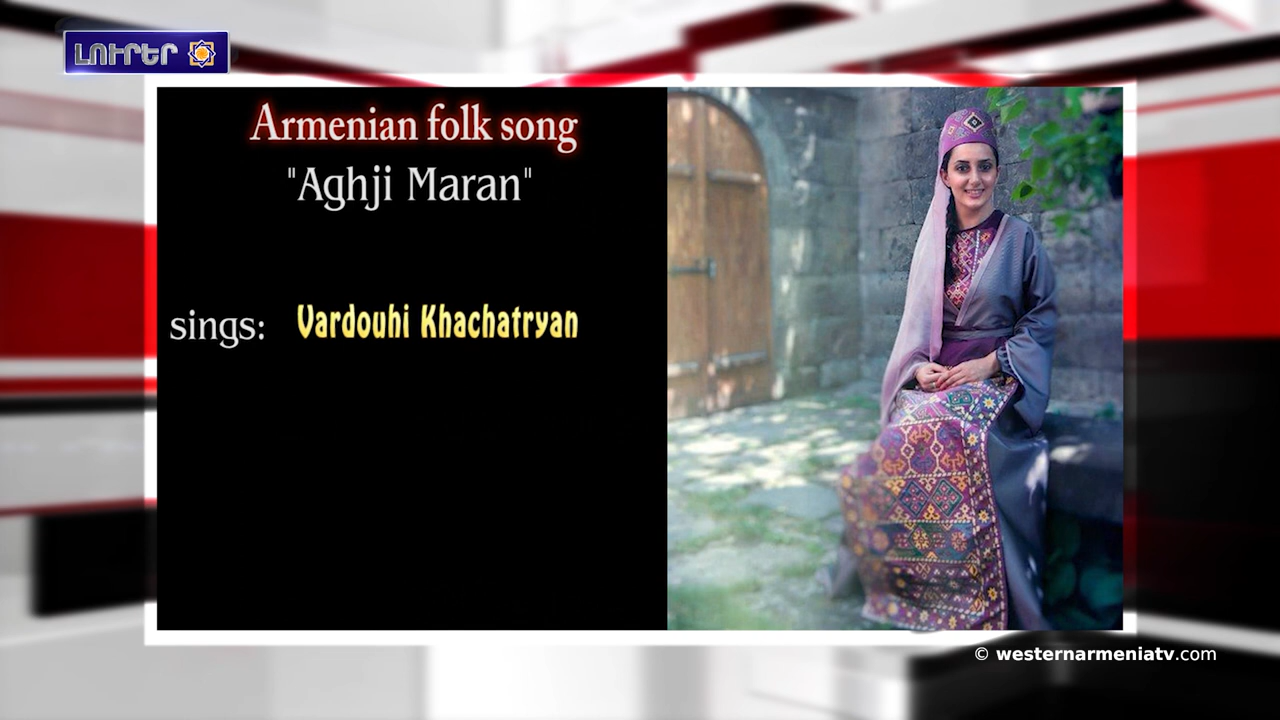 ԼՈՒՐԵՐ
Armenian folk song
"Aghji Maran"
sings: Vardouhi Khachatryan
© westernarmeniatv.com